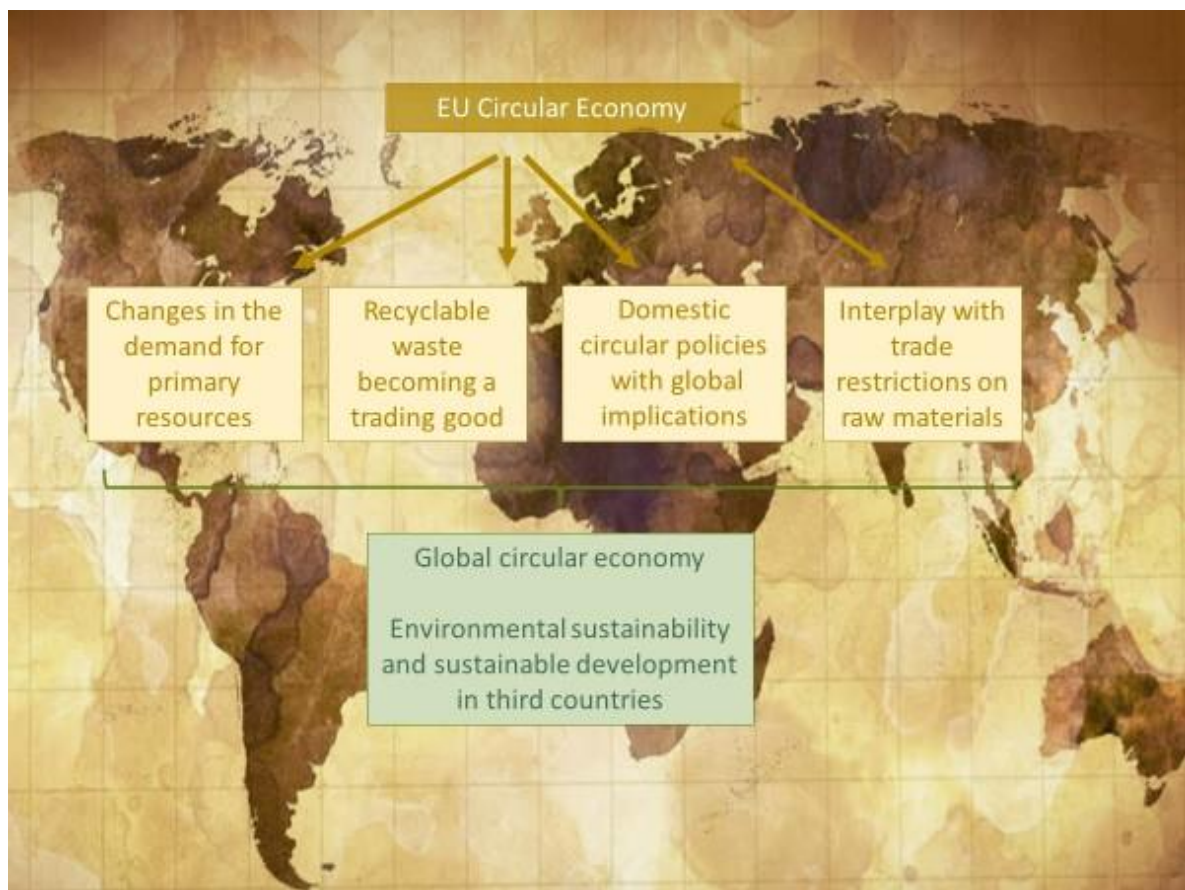 EU Circular Economy
Changes in the
demand for
primary
resources
Recyclable
waste
becoming a
trading good
Domestic
circular policies
with global
implications
Interplay with
trade
restrictions on
raw materials
Global circular economy
Environmental sustainability
and sustainable development
in third countries